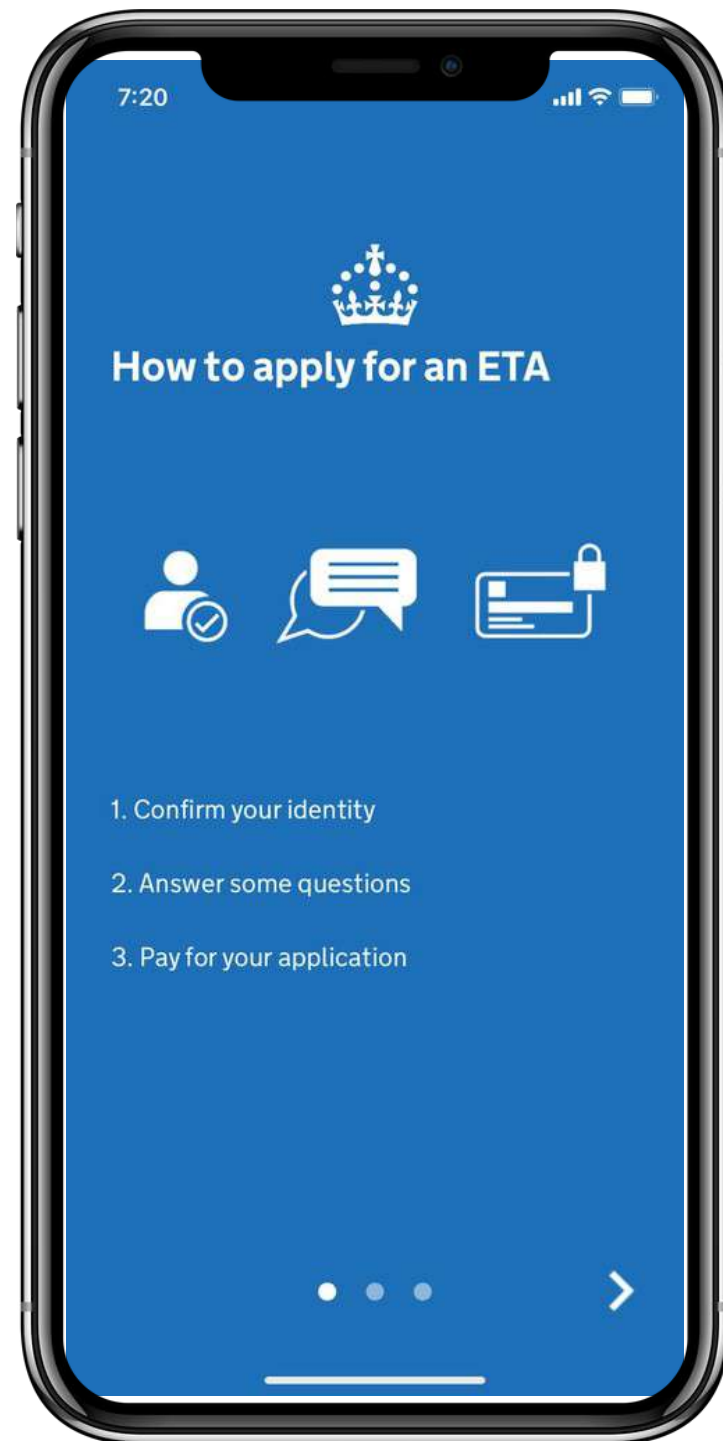 7:20
How to apply for an ETA
1. Confirm your identity
2. Answer some questions
3. Pay for your application